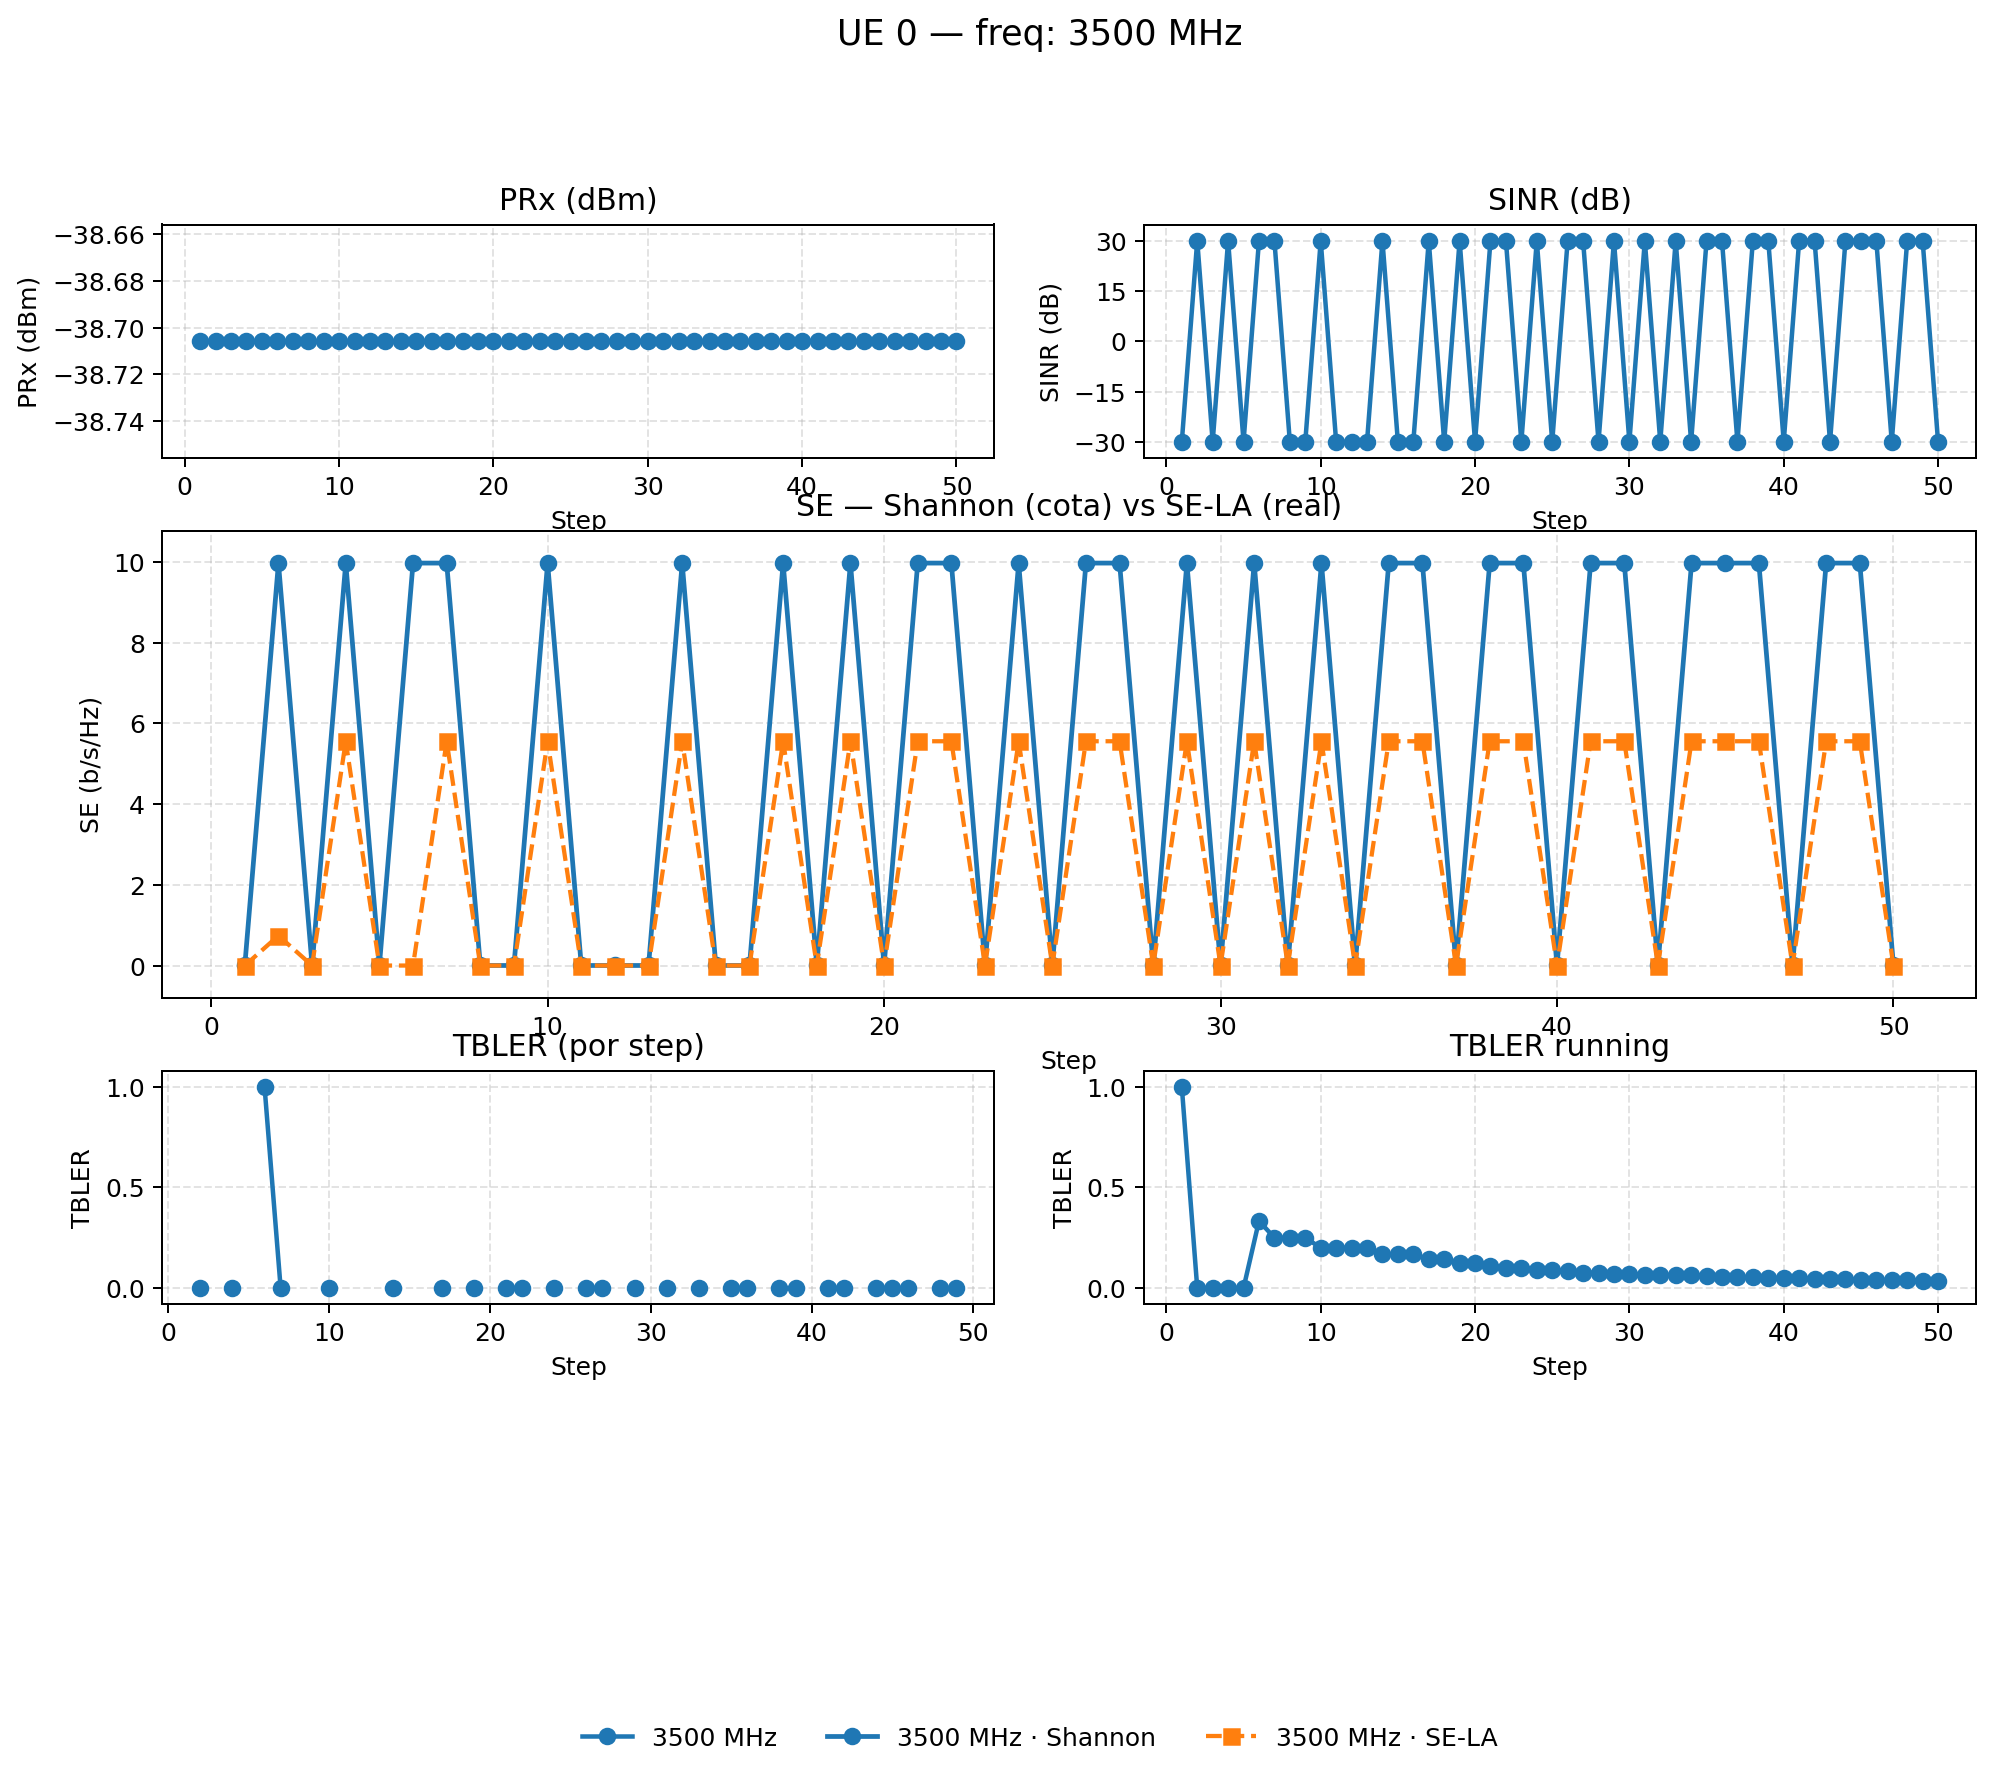 UE 0 — freq: 3500 MHz
PRx (dBm)
SINR (dB)
PRx (dBm)
−38.66
−38.68
−38.70
−38.72
−38.74
0 10 20 30 40 50
Step
SINR (dB)
30
15
0
−15
−30
0 10 20 30 40 50
Step
SE — Shannon (cota) vs SE-LA (real)
SE (b/s/Hz)
10
8
6
4
2
0
0 10 20 30 40 50
Step
TBLER (por step)
TBLER
1.0
0.5
0.0
0 10 20 30 40 50
Step
TBLER running
TBLER
1.0
0.5
0.0
0 10 20 30 40 50
Step
3500 MHz
3500 MHz · Shannon
3500 MHz · SE-LA